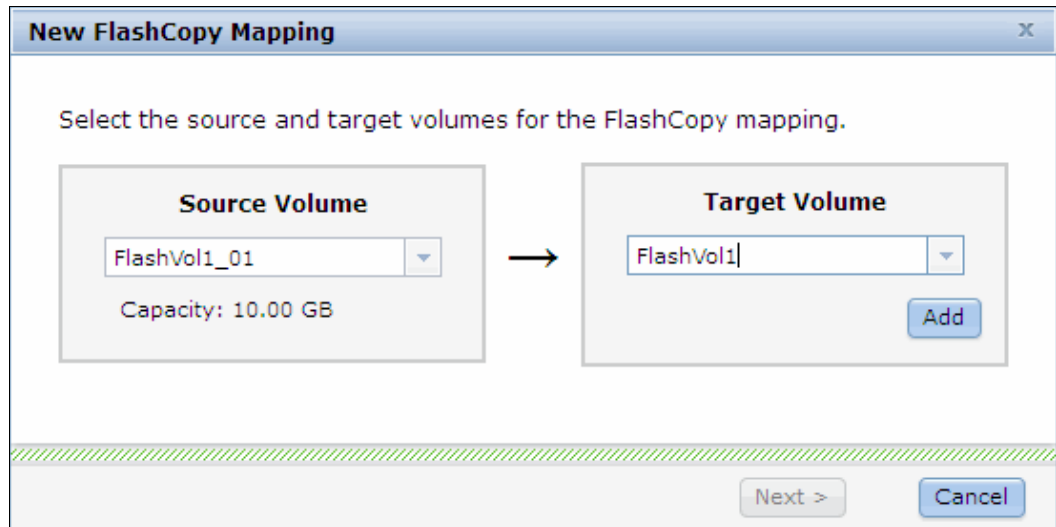 New FlashCopy Mapping x
Select the source and target volumes for the FlashCopy mapping.
Source Volume
FlashVol1_01
Capacity: 10.00 GB
Target Volume
FlashVol1
Add
Next > Cancel